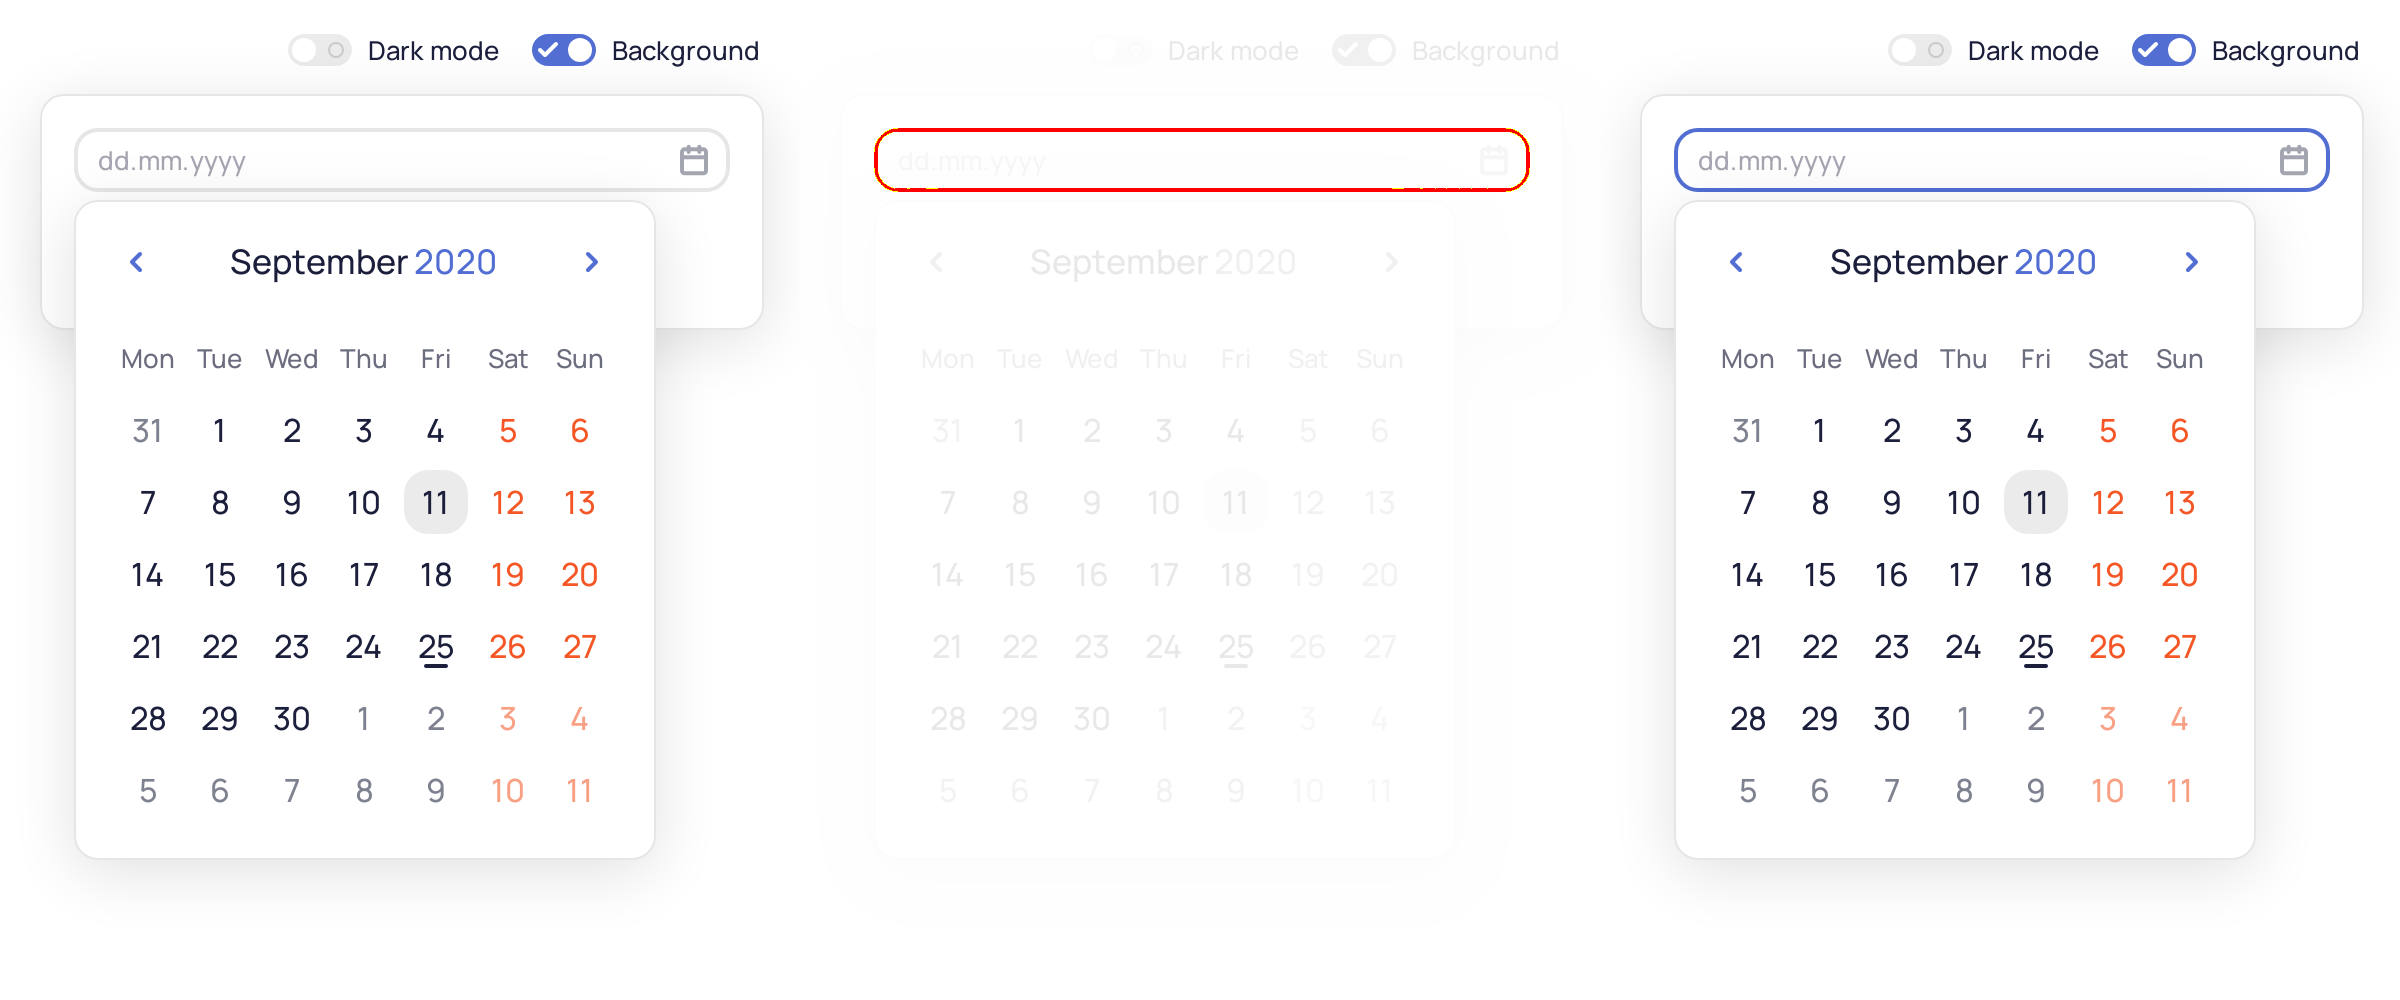 Dark mode Background Dark mode Background Dark mode Background
dd.mm.yyyy dd.mm.yyyy dd.mm.yyyy
September 2020 September 2020 September 2020
Mon Tue Wed Thu Fri Sat Sun Mon Tue Wed Thu Fri Sat Sun Mon Tue Wed Thu Fri Sat Sun
31 1 2 3 4 5 6 31 1 2 3 4 5 6 31 1 2 3 4 5 6
7 8 9 10 11 12 13 7 8 9 10 11 12 13 7 8 9 10 11 12 13
14 15 16 17 18 19 20 14 15 16 17 18 19 20 14 15 16 17 18 19 20
21 22 23 24 25 26 27 21 22 23 24 25 26 27 21 22 23 24 25 26 27
28 29 30 1 2 3 4 28 29 30 1 2 3 4 28 29 30 1 2 3 4
5 6 7 8 9 10 11 5 6 7 8 9 10 11 5 6 7 8 9 10 11